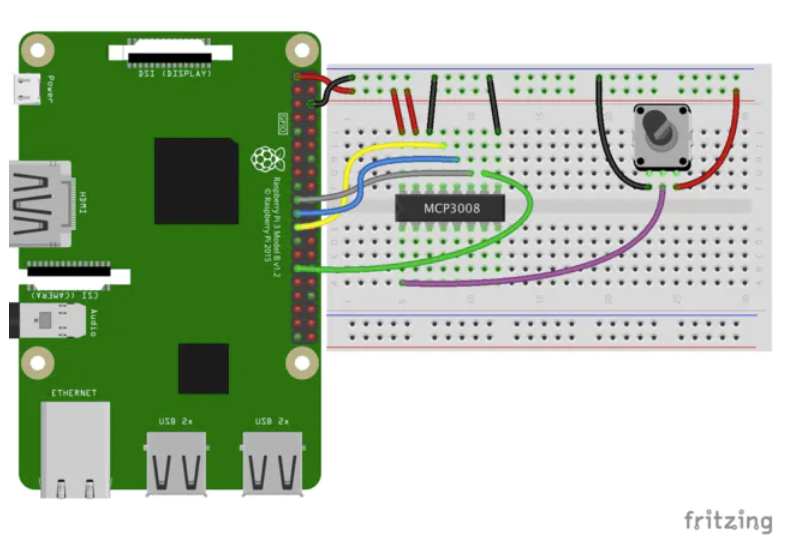 DSI (DISPLAY)
Power
GPIO
HDMI
Raspberry Pi 3 Model B v1.2
© Raspberry Pi 2015
MCP3008
CSI (CAMERA)
Audio
ETHERNET
USB 2x
USB 2x
fritzing